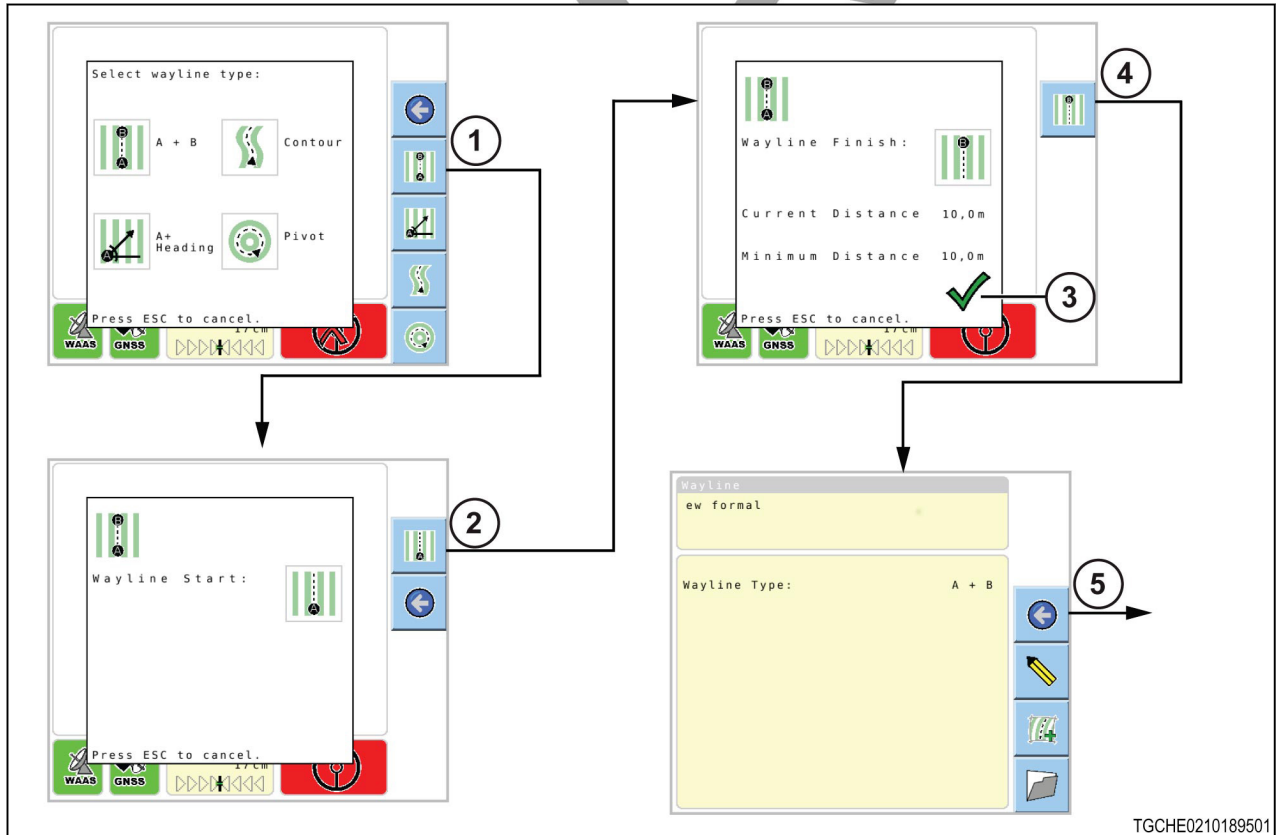 Select wayline type:
A + B
Contour
A+
Heading
Pivot
Press ESC to cancel.
WAAS
GNSS
17cm
1
Wayline Start:
Press ESC to cancel.
WAAS
GNSS
17cm
2
Wayline Finish:
Current Distance 10,0m
Minimum Distance 10,0m
Press ESC to cancel.
WAAS
GNSS
17cm
3
4
Wayline
ew formal
Wayline Type: A + B
5
TGCHE0210189501